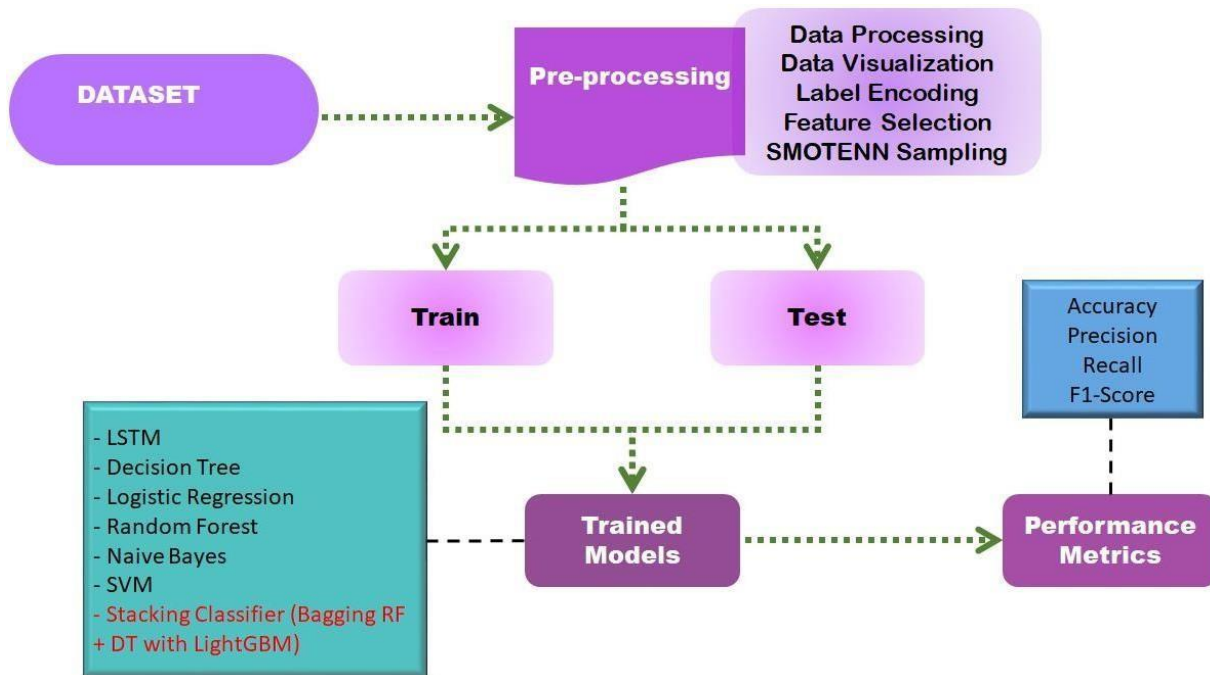 DATASET
Pre-processing
Data Processing
Data Visualization
Label Encoding
Feature Selection
SMOTENN Sampling
Train
Test
Accuracy
Precision
Recall
F1-Score
- LSTM
- Decision Tree
- Logistic Regression
- Random Forest
- Naive Bayes
- SVM
- Stacking Classifier (Bagging RF
+ DT with LightGBM)
Trained
Models
Performance
Metrics